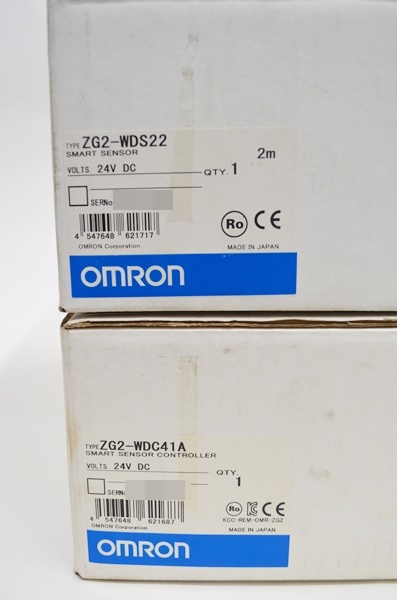 TYPE ZG2-WDS22
SMART SENSOR 2m
VOLTS. 24V DC QTY. 1
SERNo
4 547648 621717
OMRON Corporation
Ro CE
MADE IN JAPAN
OMRON
TYPE ZG2-WDC41A
SMART SENSOR CONTROLLER
VOLTS. 24V DC QTY. 1
SERNo
4 547648 621687
OMRON Corporation
Ro CE
KCC-REM-OMR-ZG2
MADE IN JAPAN
OMRON